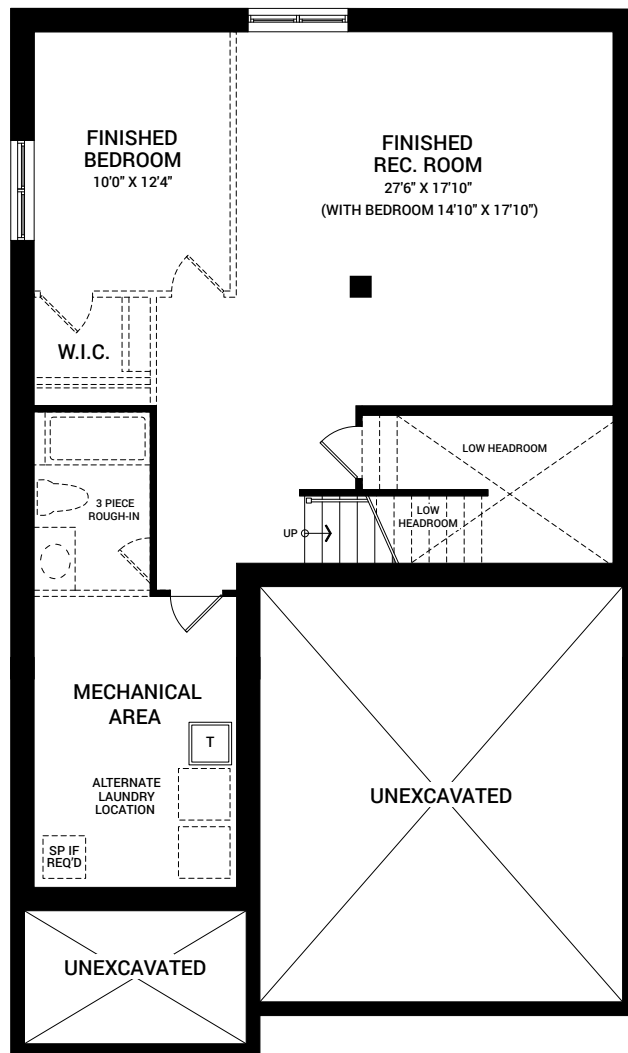 FINISHED
BEDROOM
10'0" X 12'4"
FINISHED
REC. ROOM
27'6" X 17'10"
(WITH BEDROOM 14'10" X 17'10")
W.I.C.
3 PIECE
ROUGH-IN
LOW HEADROOM
LOW
HEADROOM
UP
MECHANICAL
AREA
T
ALTERNATE
LAUNDRY
LOCATION
SP IF
REQ'D
UNEXCAVATED
UNEXCAVATED